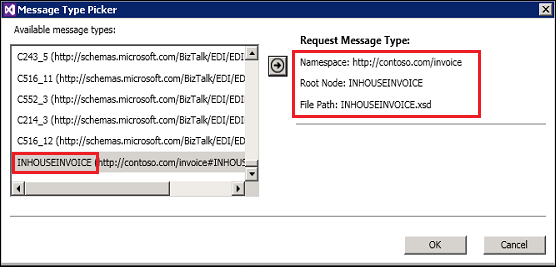 Message Type Picker
Available message types:
C243_5 (http://schemas.microsoft.com/BizTalk/EDI/EDI
C516_11 (http://schemas.microsoft.com/BizTalk/EDI/EDI
C552_3 (http://schemas.microsoft.com/BizTalk/EDI/EDI
C214_3 (http://schemas.microsoft.com/BizTalk/EDI/EDI
C516_12 (http://schemas.microsoft.com/BizTalk/EDI/EDI
INHOUSEINVOICE (http://contoso.com/invoice#INHOUS
Request Message Type:
Namespace: http://contoso.com/invoice
Root Node: INHOUSEINVOICE
File Path: INHOUSEINVOICE.xsd
OK
Cancel